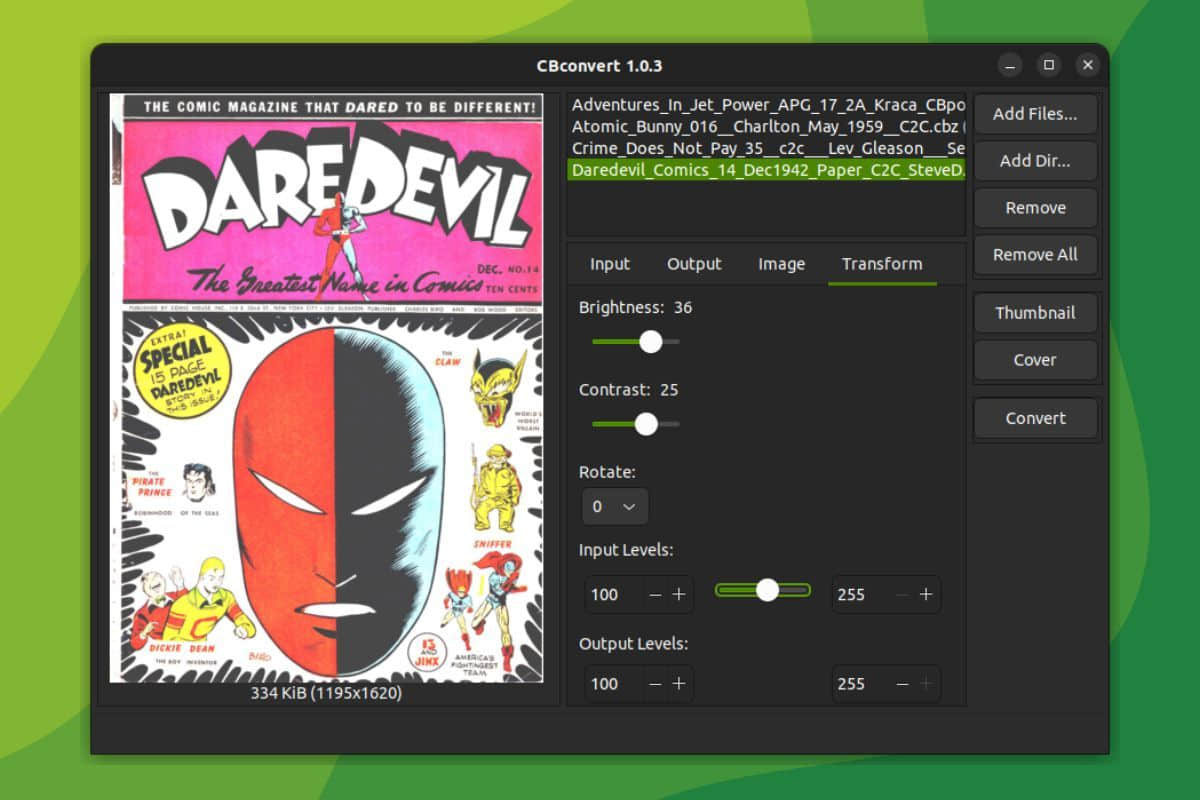 CBconvert 1.0.3
THE COMIC MAGAZINE THAT DARED TO BE DIFFERENT!
DAREDEVIL
The Greatest Name in Comics
DEC. NO.14
TEN CENTS
PUBLISHED BY COMIC HOUSE, INC. NEW YORK CITY LEV GLEASON, PUBLISHER CHARLES BIRO AND BOB WOOD EDITORS
EXTRA!
SPECIAL
15 PAGE
DAREDEVIL
STORY IN
THIS ISSUE!
THE
CLAW
WORLD'S
WORST
VILLAIN
THE
PIRATE
PRINCE
ROBINHOOD OF THE SEAS
SNIFFER
DICKIE DEAN
THE BOY INVENTOR
BIRO
13
AND
JINX
AMERICA'S
FIGHTINGEST
TEAM
334 KiB (1195x1620)
Adventures_In_Jet_Power_APG_17_2A_Kraca_CBpo
Atomic_Bunny_016__Charlton_May_1959__C2C.cbz (
Crime_Does_Not_Pay_35__c2c___Lev_Gleason___Se
Daredevil_Comics_14_Dec1942_Paper_C2C_SteveD.
Input Output Image Transform
Brightness: 36
Contrast: 25
Rotate:
0
Input Levels:
100 − + 255 − +
Output Levels:
100 − + 255 − +
Add Files...
Add Dir...
Remove
Remove All
Thumbnail
Cover
Convert